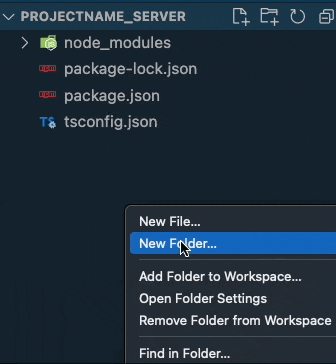 PROJECTNAME_SERVER
node_modules
package-lock.json
package.json
TS tsconfig.json
New File...
New Folder...
Add Folder to Workspace...
Open Folder Settings
Remove Folder from Workspace
Find in Folder...